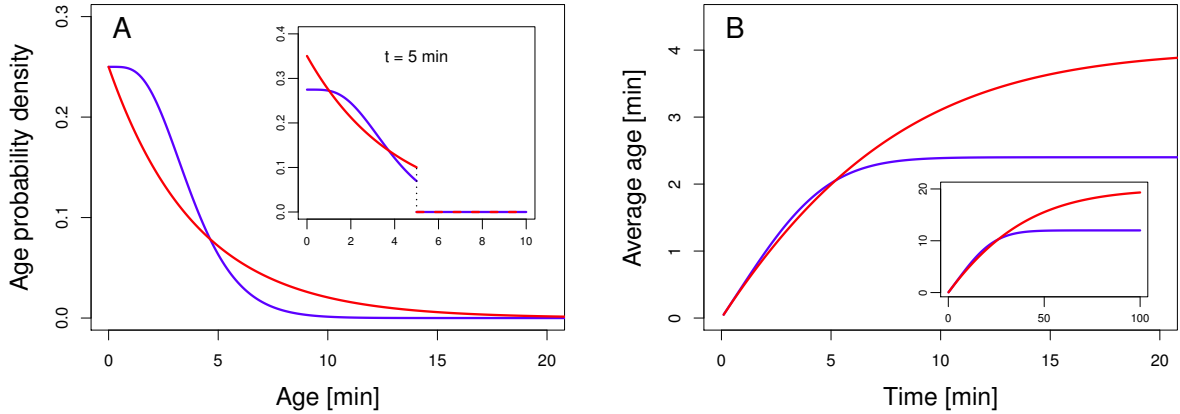 A
Age probability density
0.3
0.2
0.1
0.0
0 5 10 15 20
Age [min]
t = 5 min
0.4
0.3
0.2
0.1
0.0
0 2 4 6 8 10
B
Average age [min]
4
3
2
1
0
0 5 10 15 20
Time [min]
20
10
0
0 50 100